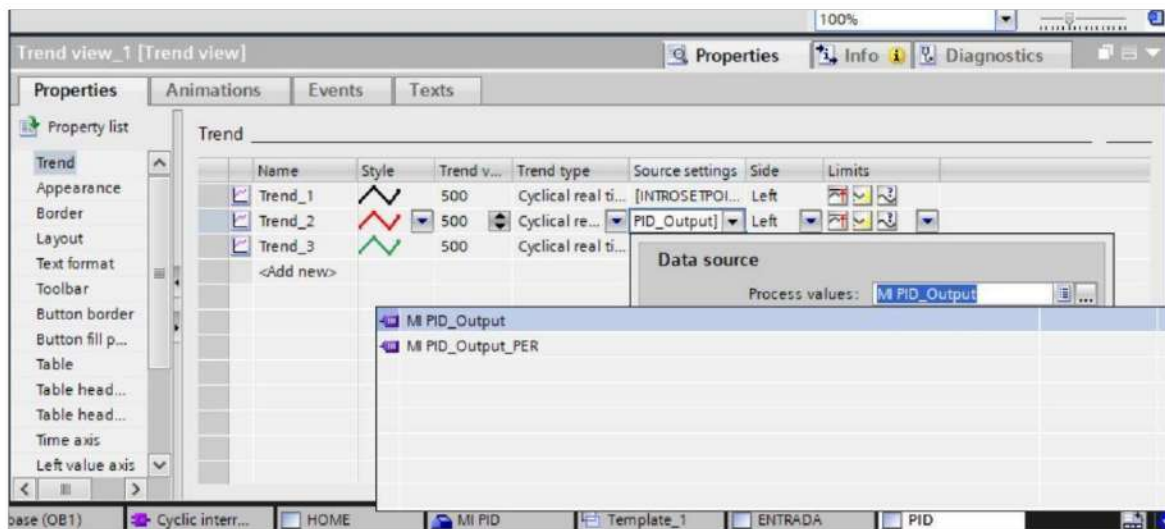 100%
Trend view_1 [Trend view]
Properties Info Diagnostics
Properties Animations Events Texts
Property list
Trend
Trend
Appearance
Border
Layout
Text format
Toolbar
Button border
Button fill p...
Table
Table head...
Table head...
Time axis
Left value axis
Name Style Trend v... Trend type Source settings Side Limits
Trend_1 500 Cyclical real ti... [INTROSETPOI... Left
Trend_2 500 Cyclical re... PID_Output] Left
Trend_3 500 Cyclical real ti...
<Add new>
Data source
Process values: MI PID_Output ...
MI PID_Output
MI PID_Output_PER
base (OB1) Cyclic interr... HOME MI PID Template_1 ENTRADA PID